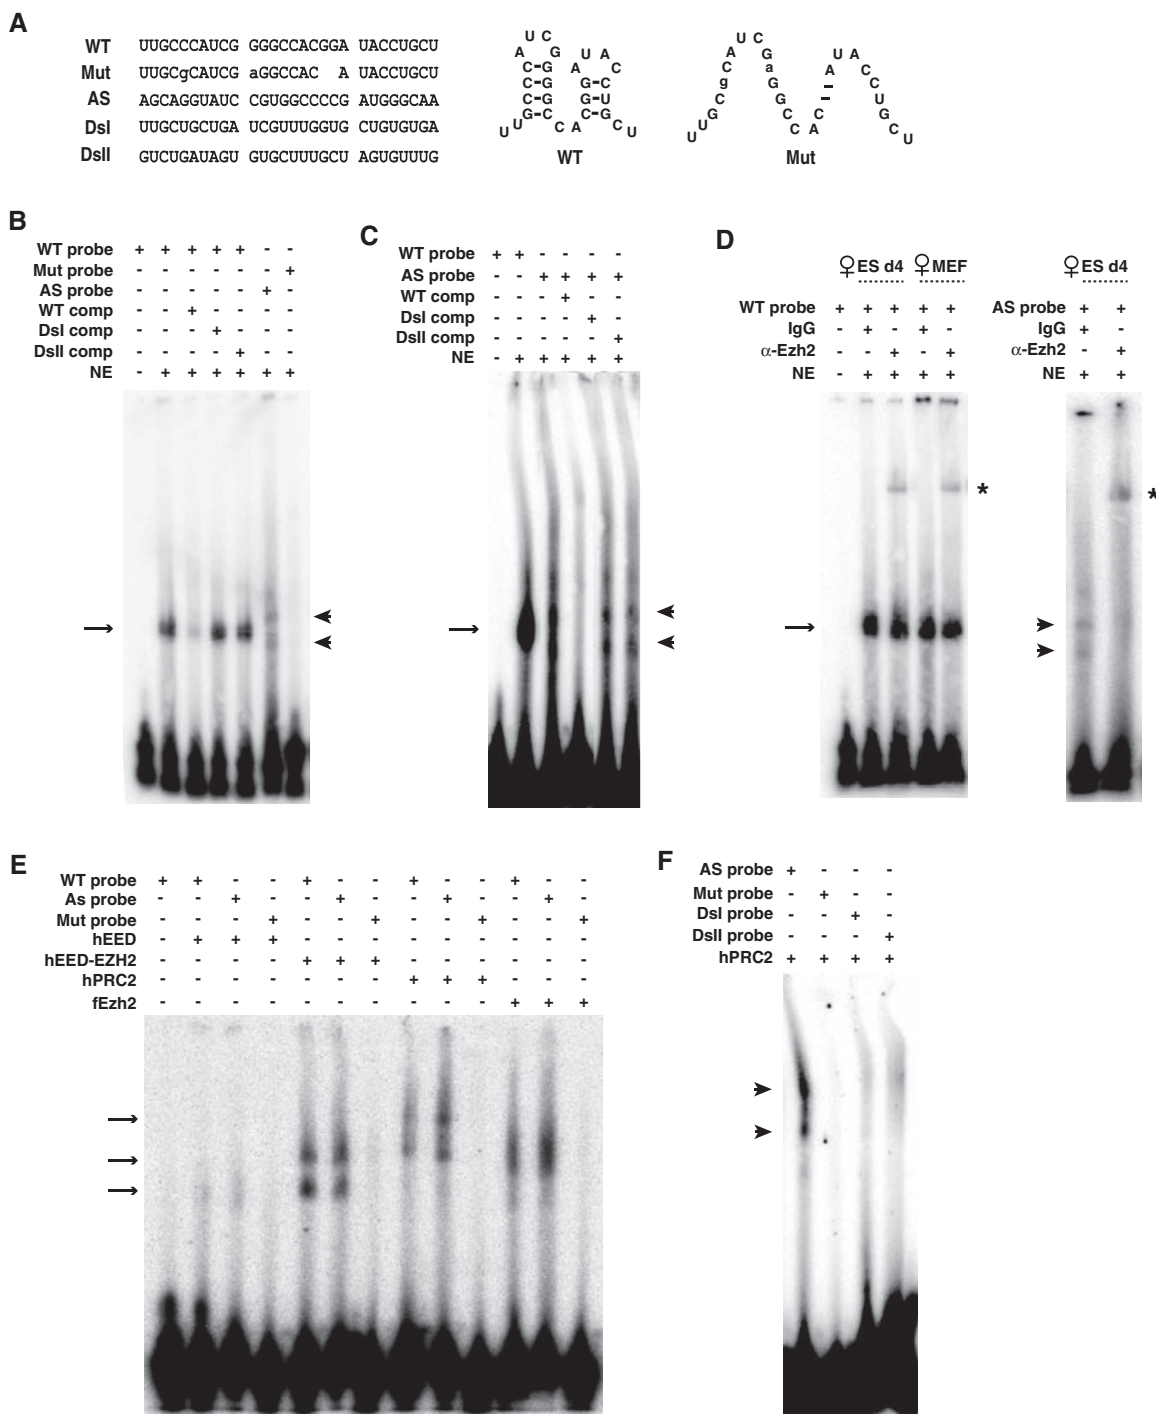 A
WT UUGCCCAUCG GGGCCACGGA UACCUGCU
Mut UUGCgCAUCG aGGCCAC A UACCUGCU
AS AGCAGGUAUC CGUGGCCCCG AUGGGCAA
DsI UUGCUGCUGA UCGUUUGGUG CUGUGUGA
DsII GUCUGAUAGU GUGCUUUGCU AGUGUUUG
WT
Mut
B
WT probe + + + + + - -
Mut probe - - - - - - +
AS probe - - - - - + -
WT comp - - + - - - -
DsI comp - - - + - - -
DsII comp - - - - + - -
NE - + + + + + +
C
WT probe + + - - - -
AS probe - - + + + +
WT comp - - - + - -
DsI comp - - - - + -
DsII comp - - - - - +
NE - + + + + +
D
♀ ES d4 ♀ MEF
WT probe + + + + +
IgG - + - + -
α-Ezh2 - - + - +
NE - + + + +
*
♀ ES d4
AS probe + +
IgG + -
α-Ezh2 - +
NE + +
*
E
WT probe + + - - + - - + - - + - -
As probe - - + - - + - - + - - + -
Mut probe - - - + - - + - - + - - +
hEED - + + + - - - - - - - - -
hEED-EZH2 - - - - + + + - - - - - -
hPRC2 - - - - - - - + + + - - -
fEzh2 - - - - - - - - - - + + +
F
AS probe + - - -
Mut probe - + - -
DsI probe - - + -
DsII probe - - - +
hPRC2 + + + +